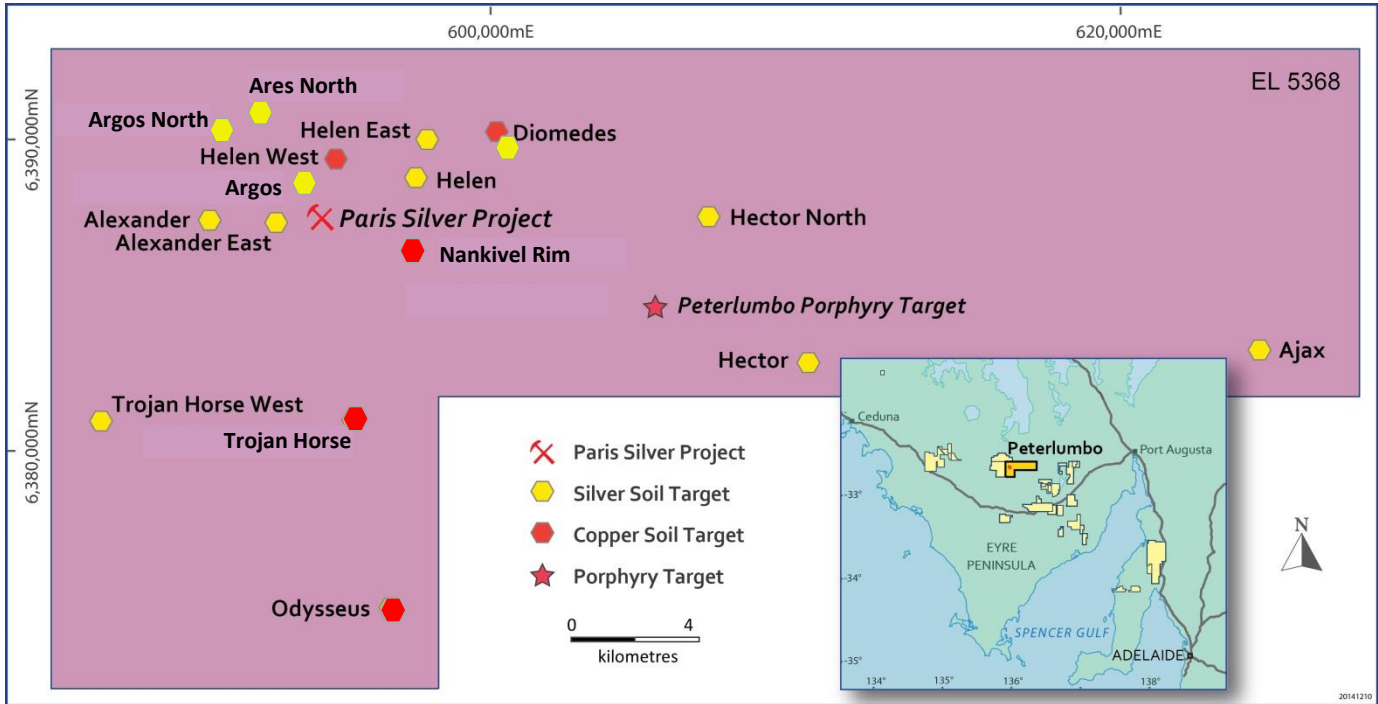 600,000mE
620,000mE
EL 5368
6,390,000mN
6,380,000mN
Ares North
Argos North
Helen East
Diomedes
Helen West
Argos
Helen
Alexander
Alexander East
Paris Silver Project
Hector North
Nankivel Rim
Peterlumbo Porphyry Target
Hector
Ajax
Trojan Horse West
Trojan Horse
Odysseus
Paris Silver Project
Silver Soil Target
Copper Soil Target
Porphyry Target
0
4
kilometres
Ceduna
Peterlumbo
Port Augusta
-33°
EYRE
PENINSULA
-34°
SPENCER GULF
ADELAIDE
-35°
134°
135°
136°
137°
138°
N
20141210